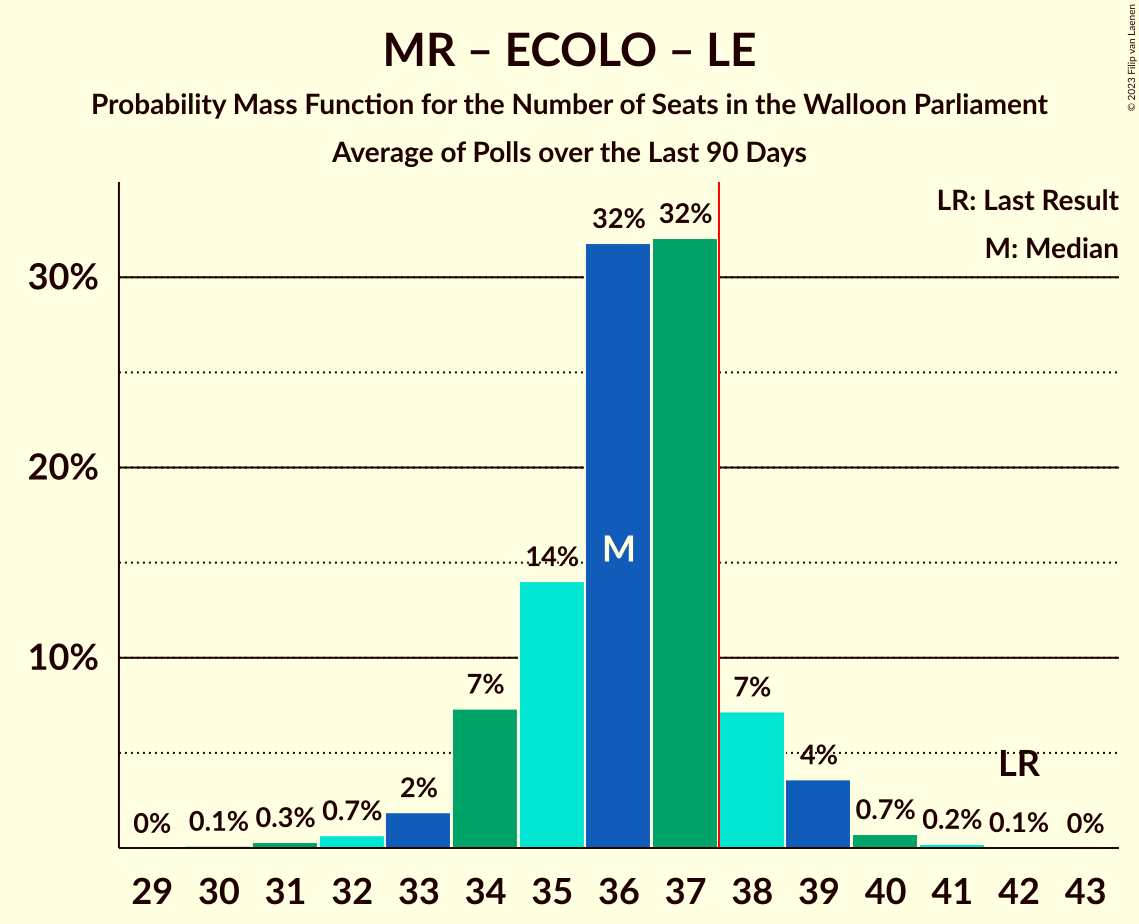 MR – ECOLO – LE
Probability Mass Function for the Number of Seats in the Walloon Parliament
Average of Polls over the Last 90 Days
© 2023 Filip van Laenen
LR: Last Result
M: Median
30%
20%
10%
0%
0.1%
0.3%
0.7%
2%
7%
14%
32%
32%
7%
4%
0.7%
0.2%
0.1%
0%
M
LR
29 30 31 32 33 34 35 36 37 38 39 40 41 42 43